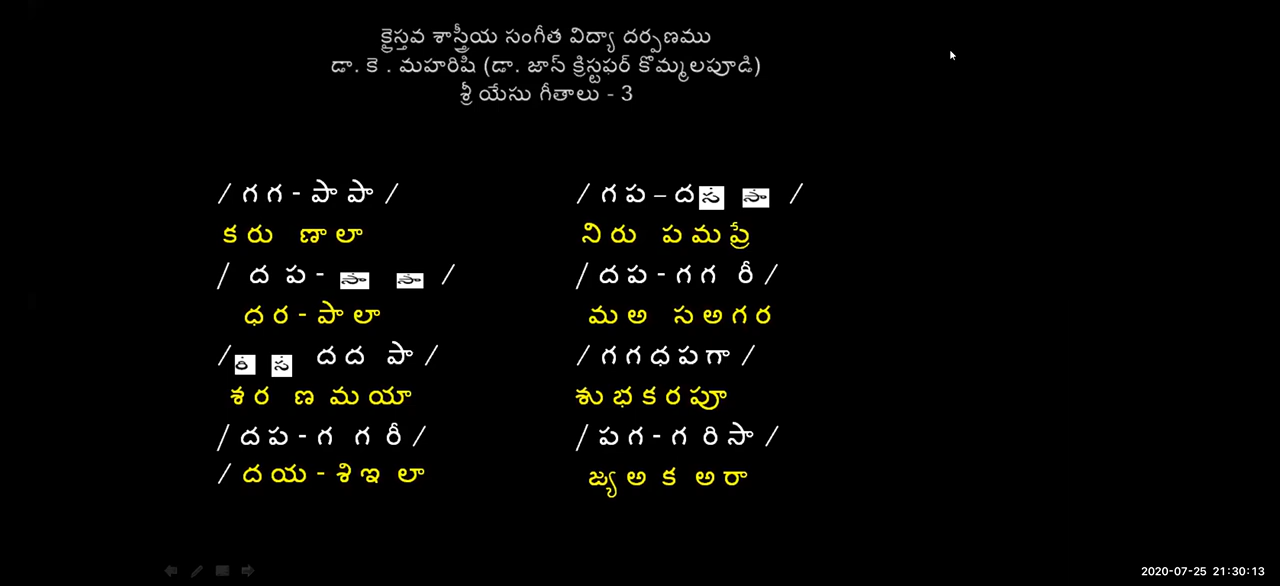 క్రైస్తవ శాస్త్రీయ సంగీత విద్యా దర్పణము
డా. కె . మహరిషి (డా. జాన్ క్రిస్టఫర్ కొమ్మలపూడి)
శ్రీ యేసు గీతాలు - 3
/ గ గ - పా పా /
క రు ణా లా
/ ద ప - సా సా /
ధ ర - పా లా
/ రి స ద ద పా /
శ ర ణ మ యా
/ ద ప - గ గ రీ /
/ ద య - శి ఇ లా
/ గ ప – ద స సా /
ని రు ప మ ప్రే
/ ద ప - గ గ రీ /
మ అ స అ గ ర
/ గ గ ధ ప గా /
శు భ క ర పూ
/ ప గ - గ రి సా /
జ్య అ క అ రా
2020-07-25 21:30:13